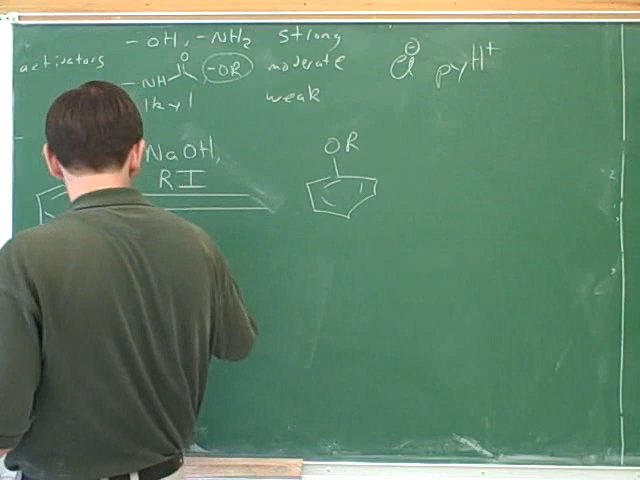 -OH, -NH2 strong
activators
O
-NH -OR moderate
lkyl weak
Cl⊖ pyH+
NaOH,
RI
OR